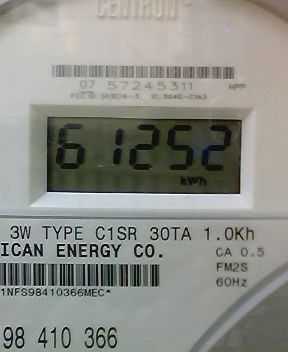 CENTRON®
07 57245311 HPP
61252
kWh
3W TYPE C1SR 30TA 1.0Kh
ICAN ENERGY CO.
CA 0.5
FM2S
60Hz
1NFS98410366MEC*
98 410 366